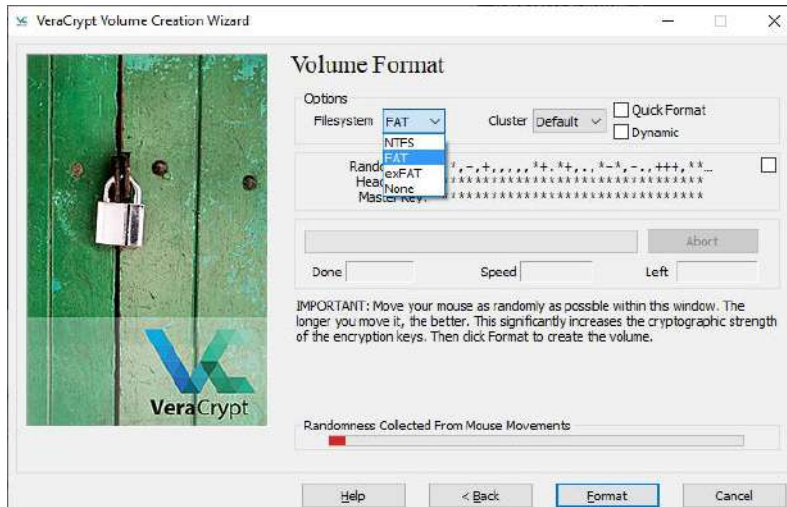 VeraCrypt Volume Creation Wizard
Volume Format
Options
Filesystem FAT Cluster Default Quick Format
Dynamic
NTFS
FAT
exFAT
None
*,-,+,,,,,*+.*+,.,*-*,-.,+++,**...
Master Key: **********************************
Abort
Done Speed Left
IMPORTANT: Move your mouse as randomly as possible within this window. The
longer you move it, the better. This significantly increases the cryptographic strength
of the encryption keys. Then click Format to create the volume.
VeraCrypt
Randomness Collected From Mouse Movements
Help < Back Format Cancel